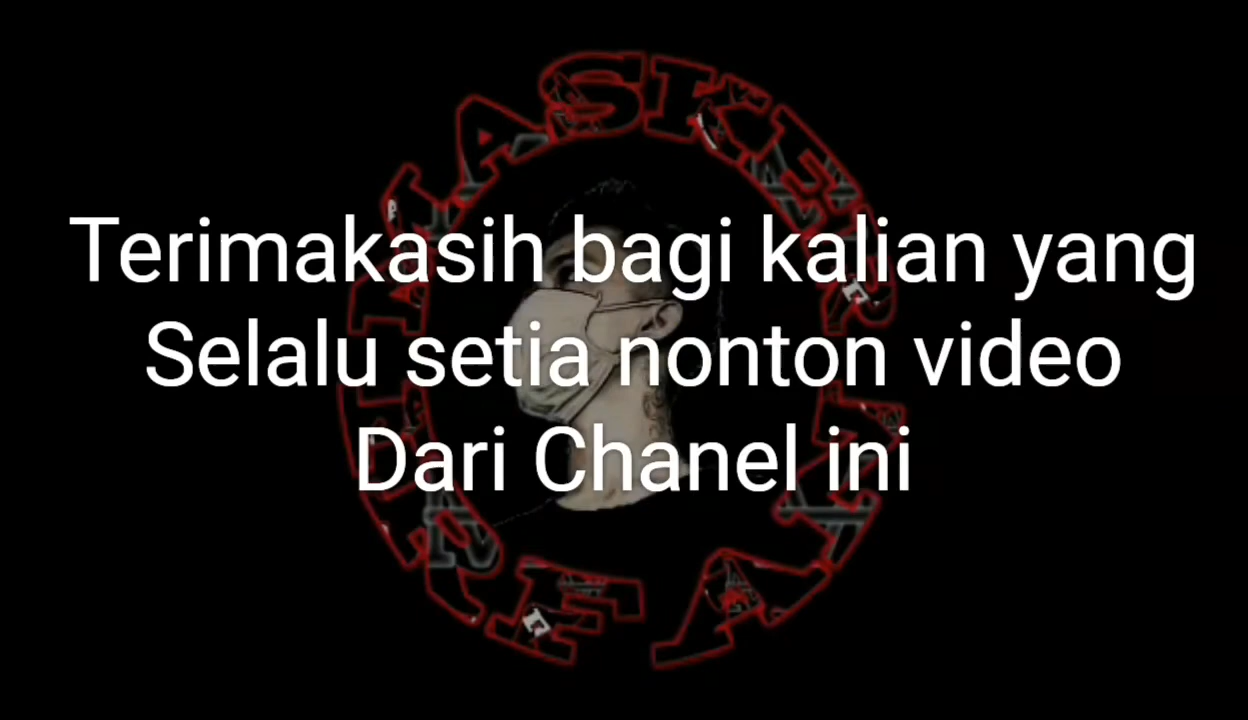 Terimakasih bagi kalian yang
Selalu setia nonton video
Dari Chanel ini